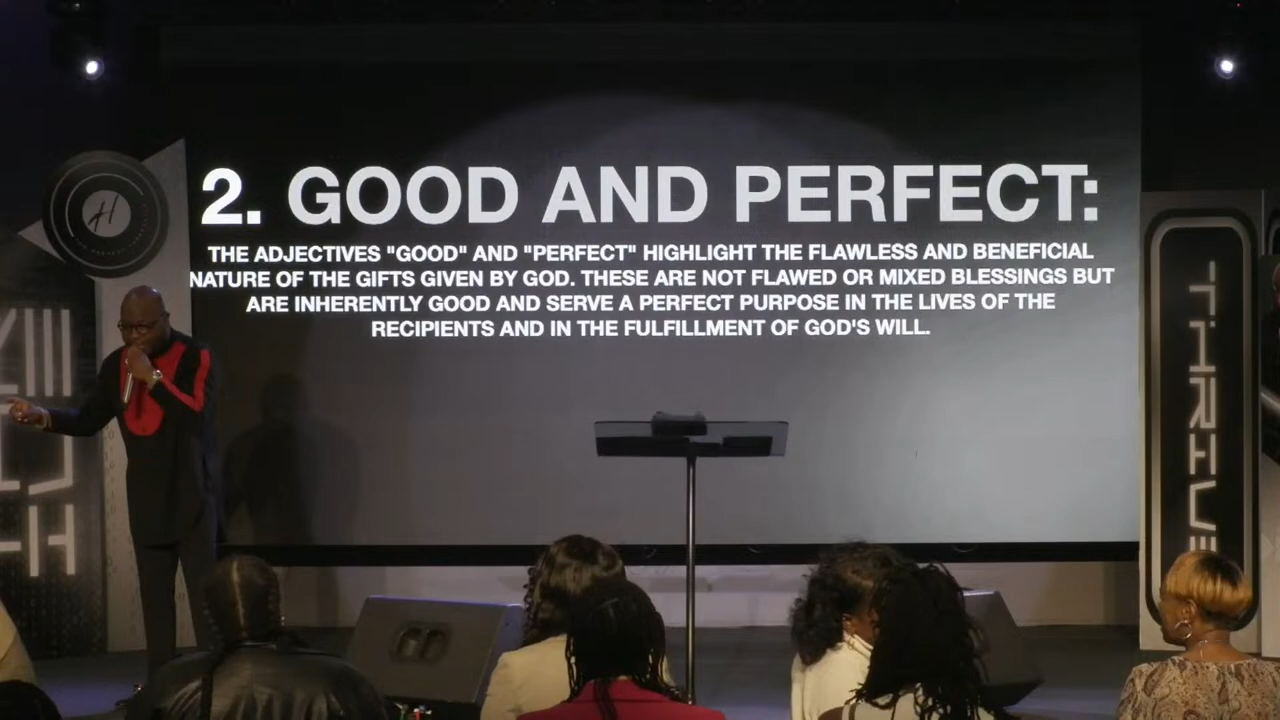 2. GOOD AND PERFECT:
THE ADJECTIVES "GOOD" AND "PERFECT" HIGHLIGHT THE FLAWLESS AND BENEFICIAL
NATURE OF THE GIFTS GIVEN BY GOD. THESE ARE NOT FLAWED OR MIXED BLESSINGS BUT
ARE INHERENTLY GOOD AND SERVE A PERFECT PURPOSE IN THE LIVES OF THE
RECIPIENTS AND IN THE FULFILLMENT OF GOD'S WILL.
H
THRIVE